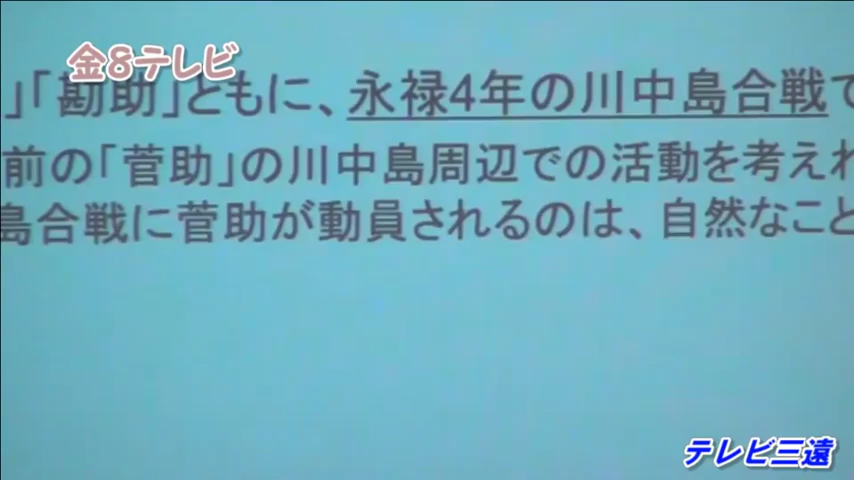 金8テレビ
」「勘助」ともに、永禄4年の川中島合戦で
前の「菅助」の川中島周辺での活動を考えれ
島合戦に菅助が動員されるのは、自然なこと
テレビ三遠